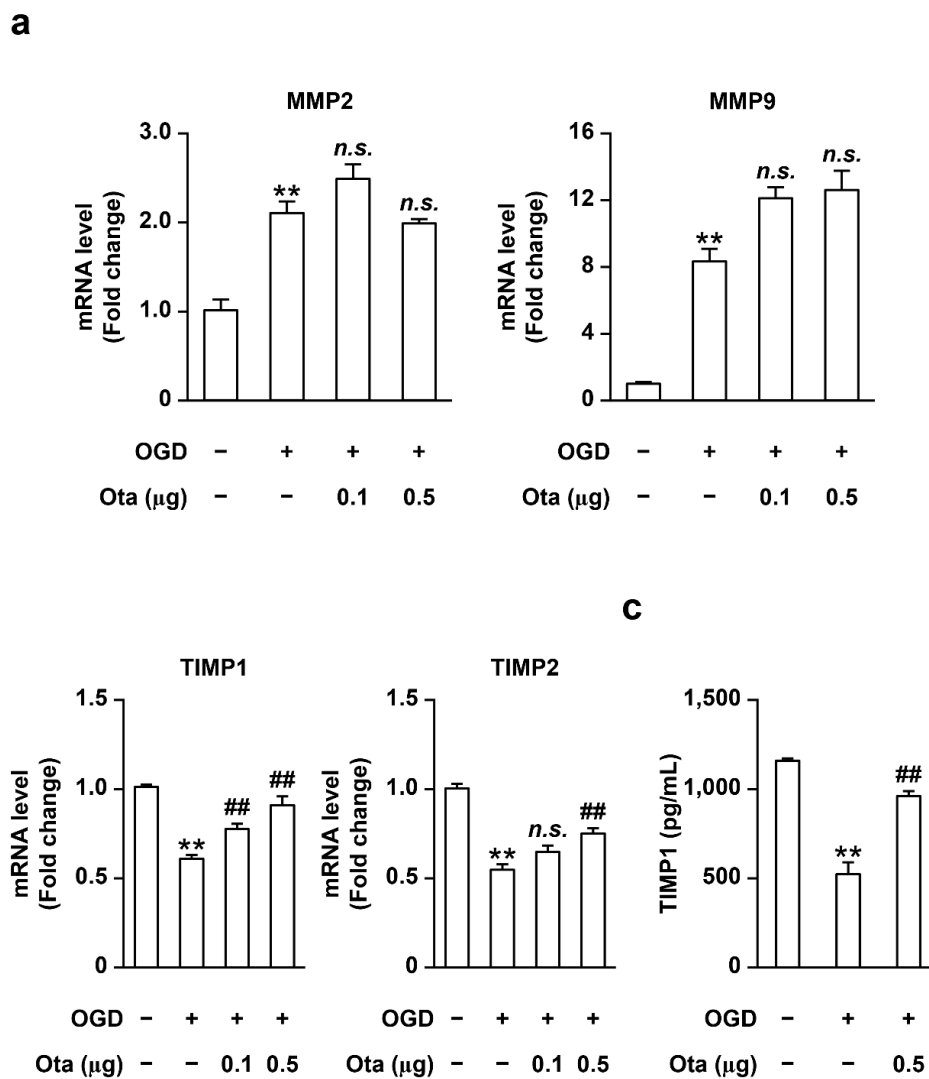 a
MMP2
MMP9
mRNA level
(Fold change)
3.0
2.0
1.0
0
**
n.s.
n.s.
mRNA level
(Fold change)
16
12
8
4
0
**
n.s.
n.s.
OGD − + + +
Ota (µg) − − 0.1 0.5
− + + +
− − 0.1 0.5
c
TIMP1
TIMP2
mRNA level
(Fold change)
1.5
1.0
0.5
0
**
##
##
mRNA level
(Fold change)
1.5
1.0
0.5
0
**
n.s.
##
TIMP1 (pg/mL)
1,500
1,000
500
0
**
##
OGD − + + +
Ota (µg) − − 0.1 0.5
OGD − + + +
Ota (µg) − − 0.1 0.5
OGD − + +
Ota (µg) − − 0.5